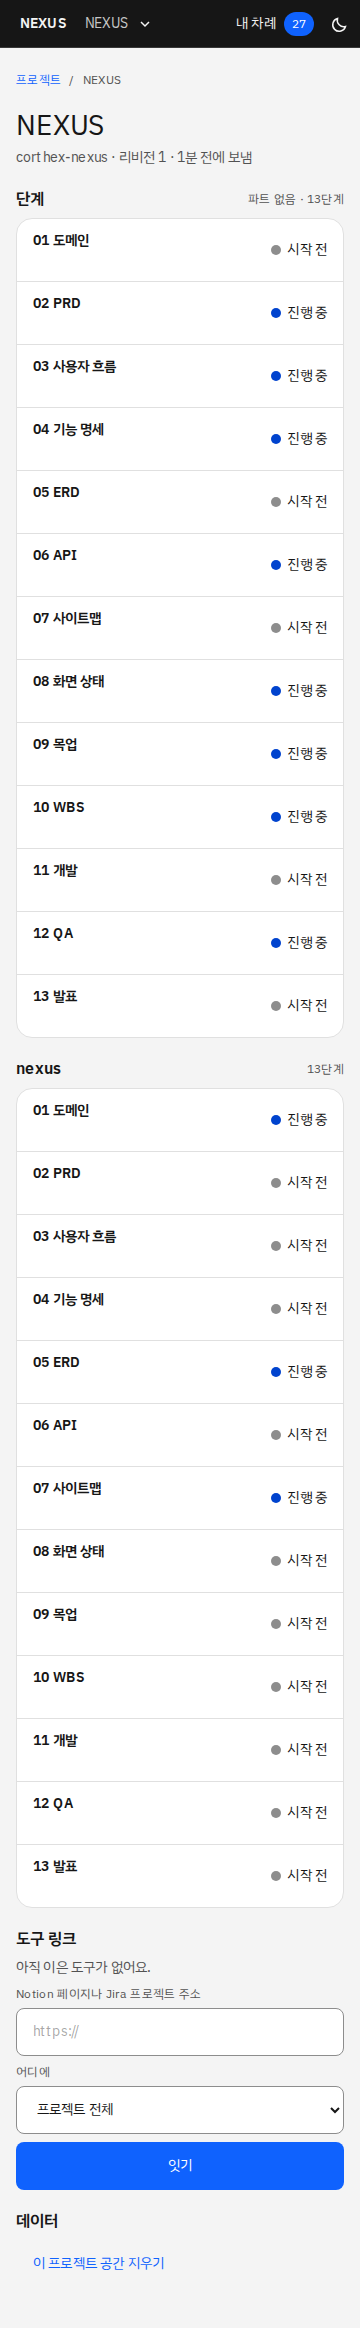 NEXUS NEXUS 내 차례 27
프로젝트 / NEXUS
NEXUS
corthex-nexus · 리비전 1 · 1분 전에 보냄
단계 파트 없음 · 13단계
01 도메인 시작 전
02 PRD 진행 중
03 사용자 흐름 진행 중
04 기능 명세 진행 중
05 ERD 시작 전
06 API 진행 중
07 사이트맵 시작 전
08 화면 상태 진행 중
09 목업 진행 중
10 WBS 진행 중
11 개발 시작 전
12 QA 진행 중
13 발표 시작 전
nexus 13단계
01 도메인 진행 중
02 PRD 시작 전
03 사용자 흐름 시작 전
04 기능 명세 시작 전
05 ERD 진행 중
06 API 시작 전
07 사이트맵 진행 중
08 화면 상태 시작 전
09 목업 시작 전
10 WBS 시작 전
11 개발 시작 전
12 QA 시작 전
13 발표 시작 전
도구 링크
아직 이은 도구가 없어요.
Notion 페이지나 Jira 프로젝트 주소
https://
어디에
프로젝트 전체
잇기
데이터
이 프로젝트 공간 지우기